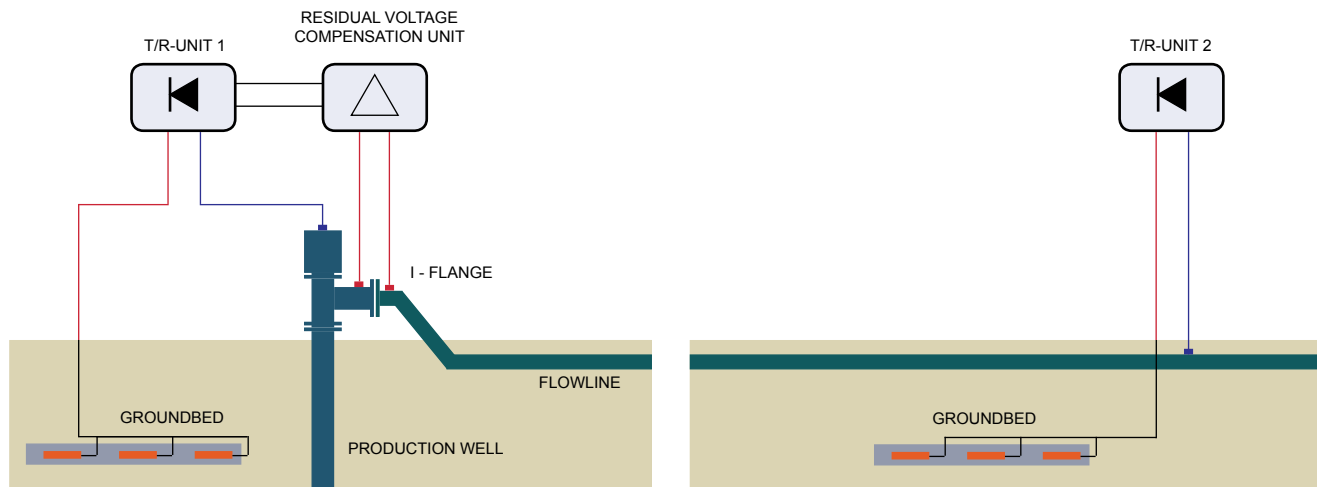 RESIDUAL VOLTAGE
COMPENSATION UNIT
T/R-UNIT 1
T/R-UNIT 2
I - FLANGE
FLOWLINE
GROUNDBED
GROUNDBED
PRODUCTION WELL